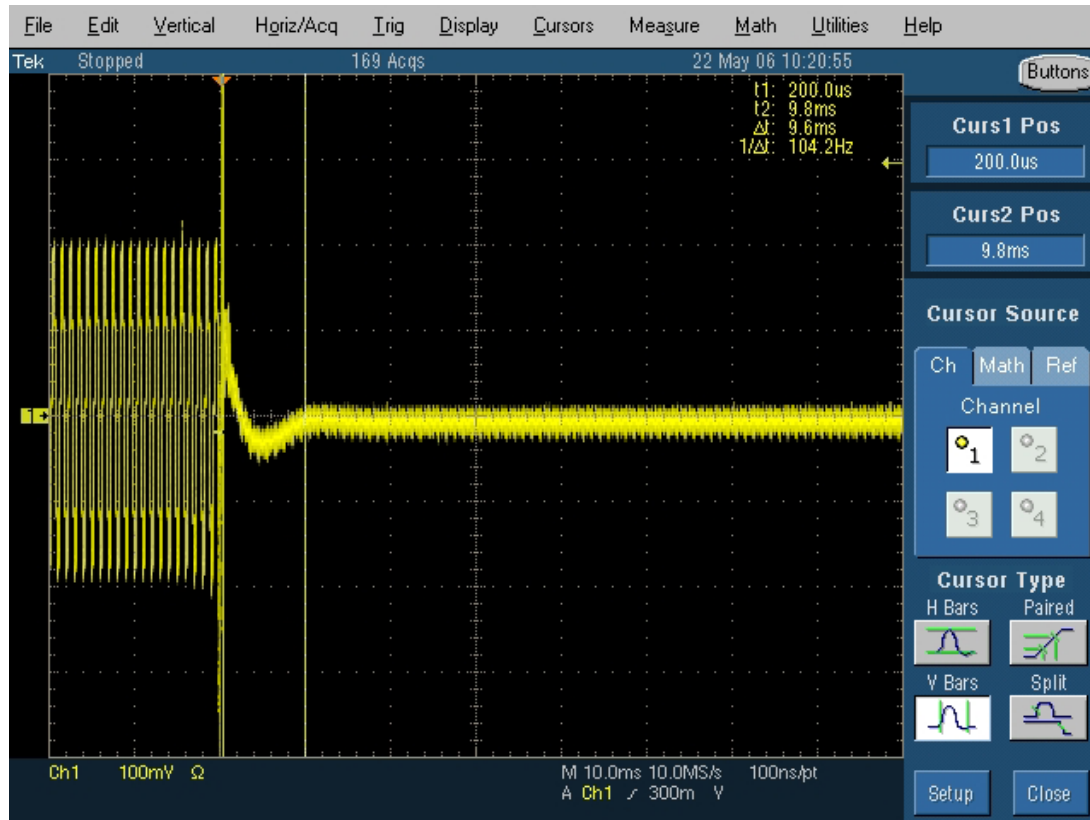 File Edit Vertical Horiz/Acq Trig Display Cursors Measure Math Utilities Help
Tek Stopped 169 Acqs 22 May 06 10:20:55
Buttons
t1: 200.0us
t2: 9.8ms
Δt: 9.6ms
1/Δt: 104.2Hz
Curs1 Pos
200.0us
Curs2 Pos
9.8ms
Cursor Source
Ch Math Ref
Channel
1 2
3 4
1
Cursor Type
H Bars Paired
V Bars Split
Ch1 100mV Ω M 10.0ms 10.0MS/s 100ns/pt
A Ch1 300m V
Setup Close